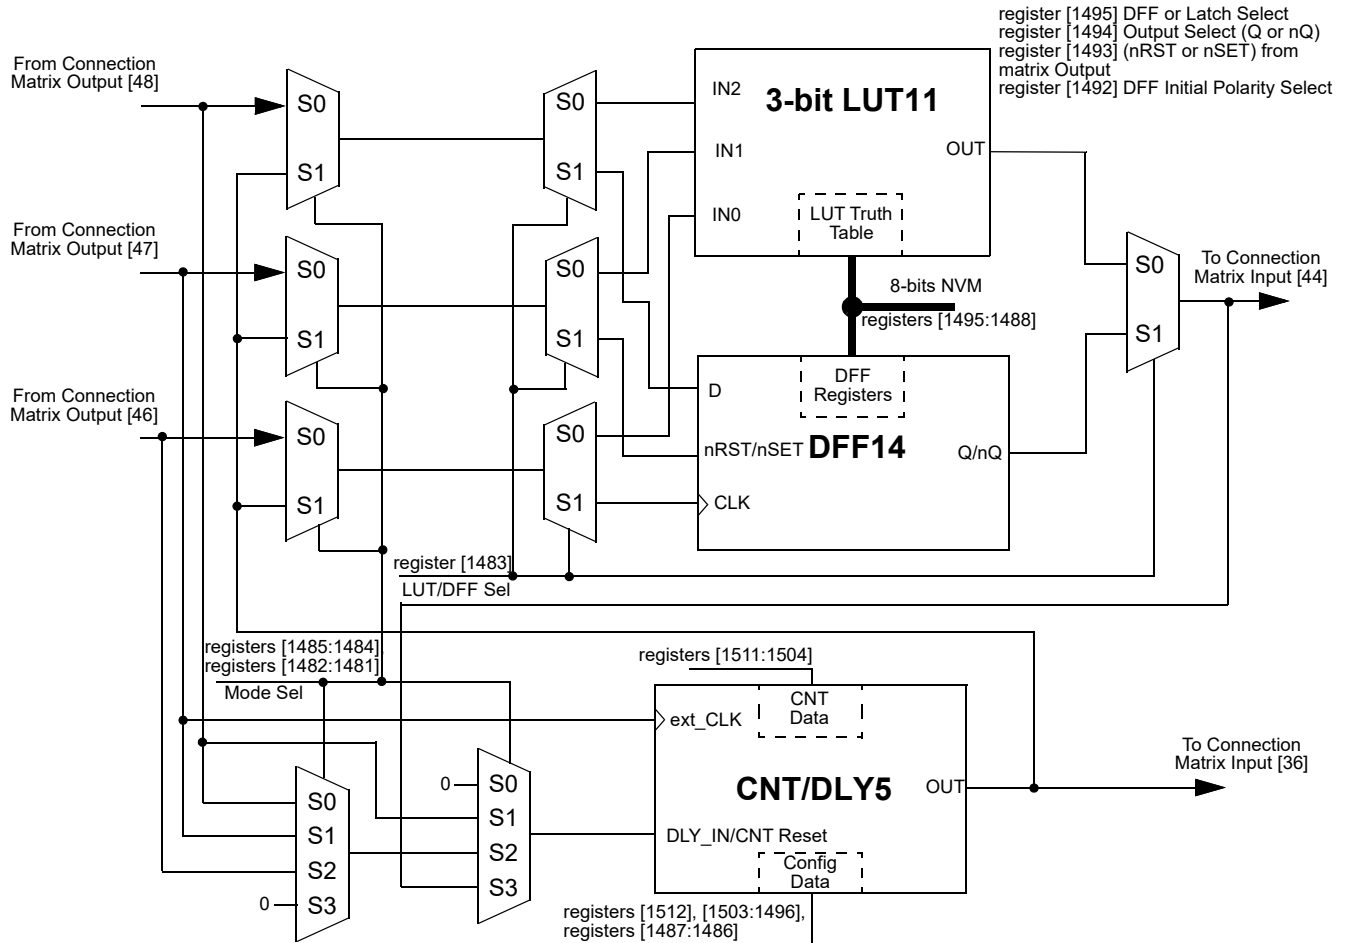 register [1495] DFF or Latch Select
register [1494] Output Select (Q or nQ)
register [1493] (nRST or nSET) from
matrix Output
register [1492] DFF Initial Polarity Select
From Connection
Matrix Output [48]
S0
S1
S0
S1
IN2
3-bit LUT11
IN1
OUT
IN0
LUT Truth
Table
From Connection
Matrix Output [47]
S0
S1
S0
S1
8-bits NVM
registers [1495:1488]
S0
S1
To Connection
Matrix Input [44]
From Connection
Matrix Output [46]
S0
S1
S0
S1
DFF
Registers
D
nRST/nSET
DFF14
Q/nQ
CLK
register [1483]
LUT/DFF Sel
registers [1485:1484],
registers [1482:1481]
Mode Sel
registers [1511:1504]
CNT
Data
ext_CLK
CNT/DLY5
OUT
To Connection
Matrix Input [36]
DLY_IN/CNT Reset
Config
Data
S0
S1
S2
0
S3
0
S0
S1
S2
S3
registers [1512], [1503:1496],
registers [1487:1486]